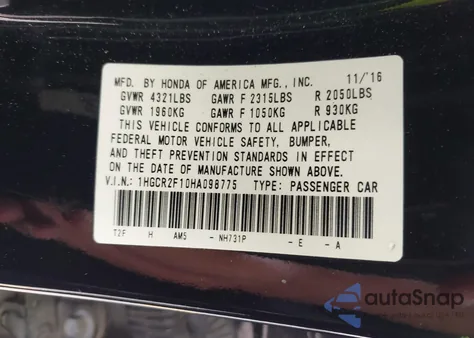 MFD. BY HONDA OF AMERICA MFG., INC. 11/'16
GVWR 4321LBS GAWR F 2315LBS R 2050LBS
GVWR 1960KG GAWR F 1050KG R 930KG
THIS VEHICLE CONFORMS TO ALL APPLICABLE
FEDERAL MOTOR VEHICLE SAFETY, BUMPER,
AND THEFT PREVENTION STANDARDS IN EFFECT
ON THE DATE OF MANUFACTURE SHOWN ABOVE.
V.I.N.: 1HGCR2F10HA098775 TYPE: PASSENGER CAR
T2F H AM5 - NH731P - E - A
autoSnap